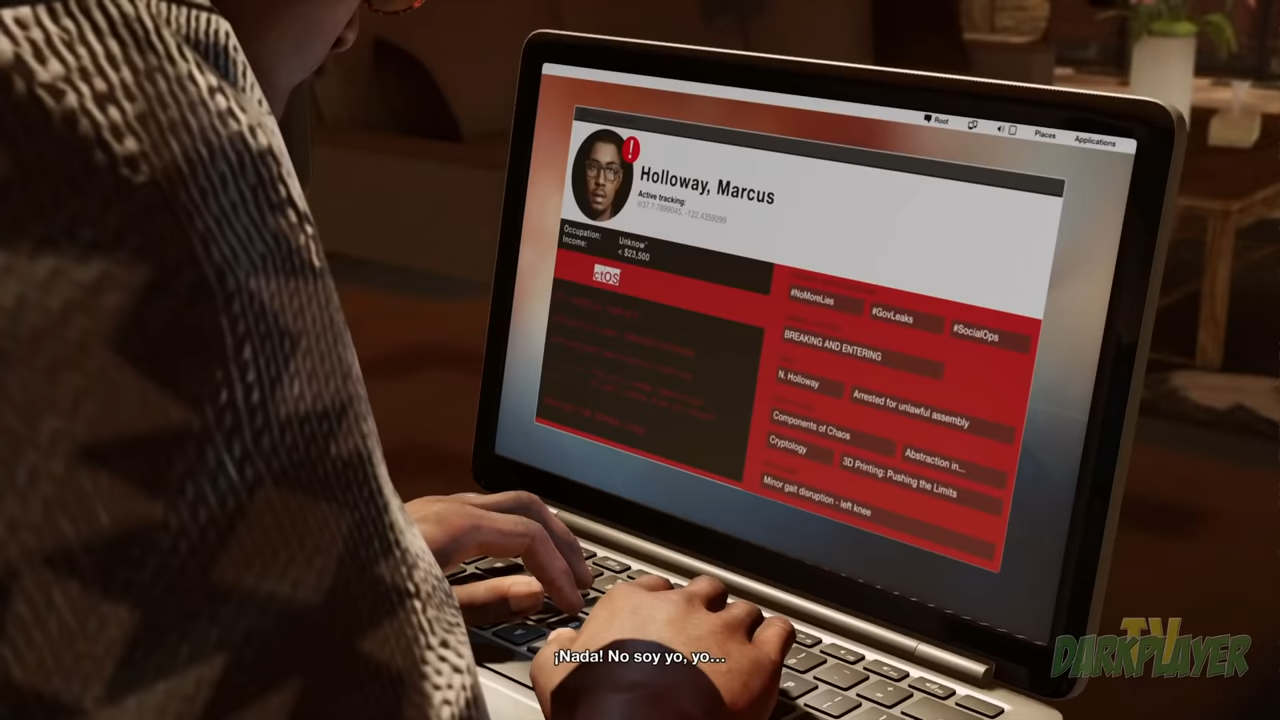 Root
Places
Applications
Holloway, Marcus
Active tracking:
Occupation:
Unknow"
Income:
< $23,500
ctOS
#NoMoreLies
#GovLeaks
#SocialOps
BREAKING AND ENTERING
N. Holloway
Arrested for unlawful assembly
Components of Chaos
Abstraction in...
Cryptology
3D Printing: Pushing the Limits
Minor gait disruption - left knee
¡Nada! No soy yo, yo...
TV
DARKPLAYER